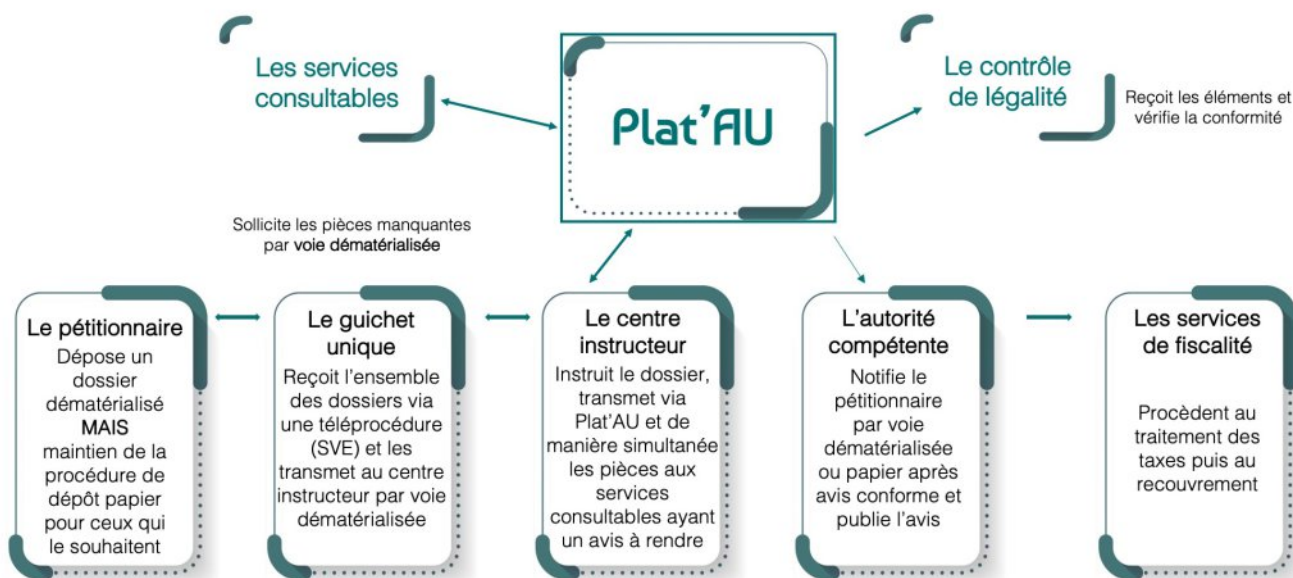 Les services
consultables
Plat'AU
Le contrôle
de légalité
Reçoit les éléments et
vérifie la conformité
Sollicite les pièces manquantes
par voie dématérialisée
Le pétitionnaire
Dépose un
dossier
dématérialisé
MAIS
maintien de la
procédure de
dépôt papier
pour ceux qui
le souhaitent
Le guichet
unique
Reçoit l'ensemble
des dossiers via
une téléprocédure
(SVE) et les
transmet au centre
instructeur par voie
dématérialisée
Le centre
instructeur
Instruit le dossier,
transmet via
Plat'AU et de
manière simultanée
les pièces aux
services
consultables ayant
un avis à rendre
L'autorité
compétente
Notifie le
pétitionnaire
par voie
dématérialisée
ou papier après
avis conforme et
publie l'avis
Les services
de fiscalité
Procèdent au
traitement des
taxes puis au
recouvrement